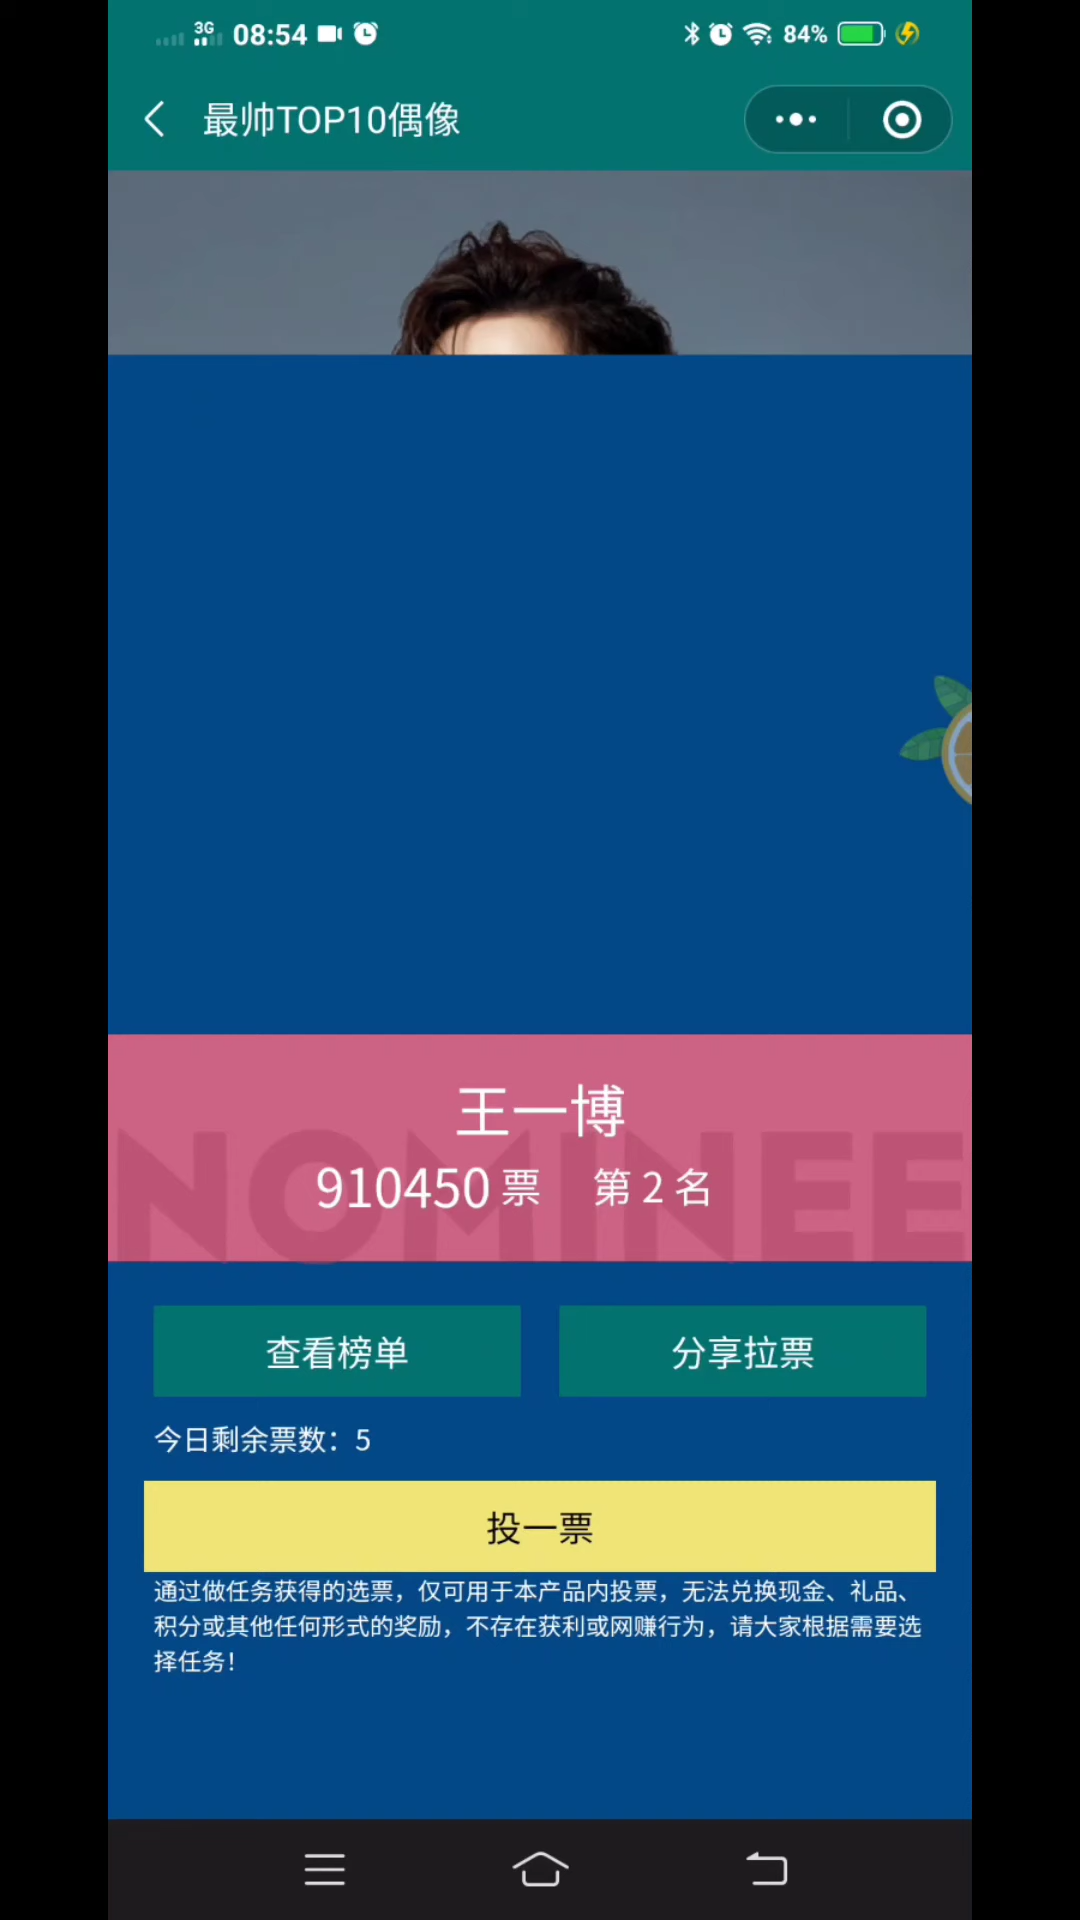 3G 08:54 84%
最帅TOP10偶像
王一博
NOMINEE
910450 票 第 2 名
查看榜单 分享拉票
今日剩余票数：5
投一票
通过做任务获得的选票，仅可用于本产品内投票，无法兑换现金、礼品、
积分或其他任何形式的奖励，不存在获利或网赚行为，请大家根据需要选
择任务！